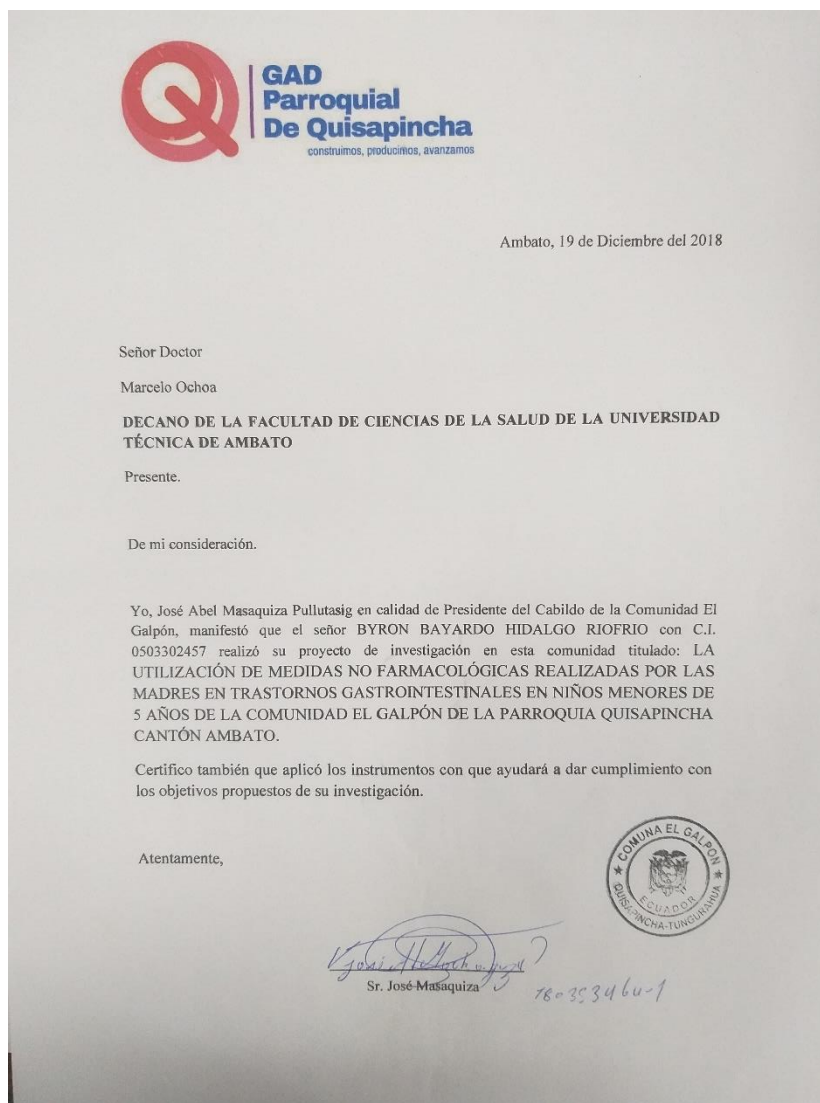 GAD
Parroquial
De Quisapincha
construimos, producimos, avanzamos
Ambato, 19 de Diciembre del 2018
Señor Doctor
Marcelo Ochoa
DECANO DE LA FACULTAD DE CIENCIAS DE LA SALUD DE LA UNIVERSIDAD
TÉCNICA DE AMBATO
Presente.
De mi consideración.
Yo, José Abel Masaquiza Pullutasig en calidad de Presidente del Cabildo de la Comunidad El
Galpón, manifestó que el señor BYRON BAYARDO HIDALGO RIOFRIO con C.I.
0503302457 realizó su proyecto de investigación en esta comunidad titulado: LA
UTILIZACIÓN DE MEDIDAS NO FARMACOLÓGICAS REALIZADAS POR LAS
MADRES EN TRASTORNOS GASTROINTESTINALES EN NIÑOS MENORES DE
5 AÑOS DE LA COMUNIDAD EL GALPÓN DE LA PARROQUIA QUISAPINCHA
CANTÓN AMBATO.
Certifico también que aplicó los instrumentos con que ayudará a dar cumplimiento con
los objetivos propuestos de su investigación.
Atentamente,
COMUNA EL GALPON
ECUADOR
QUISAPINCHA-TUNGURAHUA
Sr. José Masaquiza